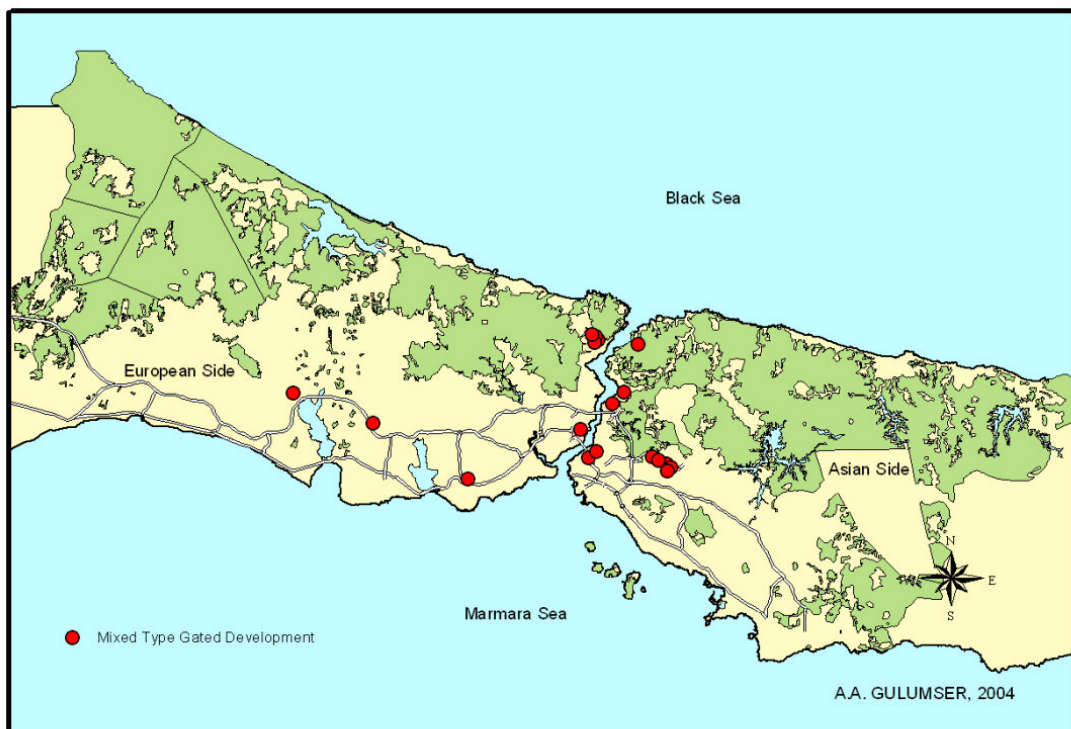 Black Sea
European Side
Asian Side
N
E
S
Marmara Sea
Mixed Type Gated Development
A.A. GULUMSER, 2004